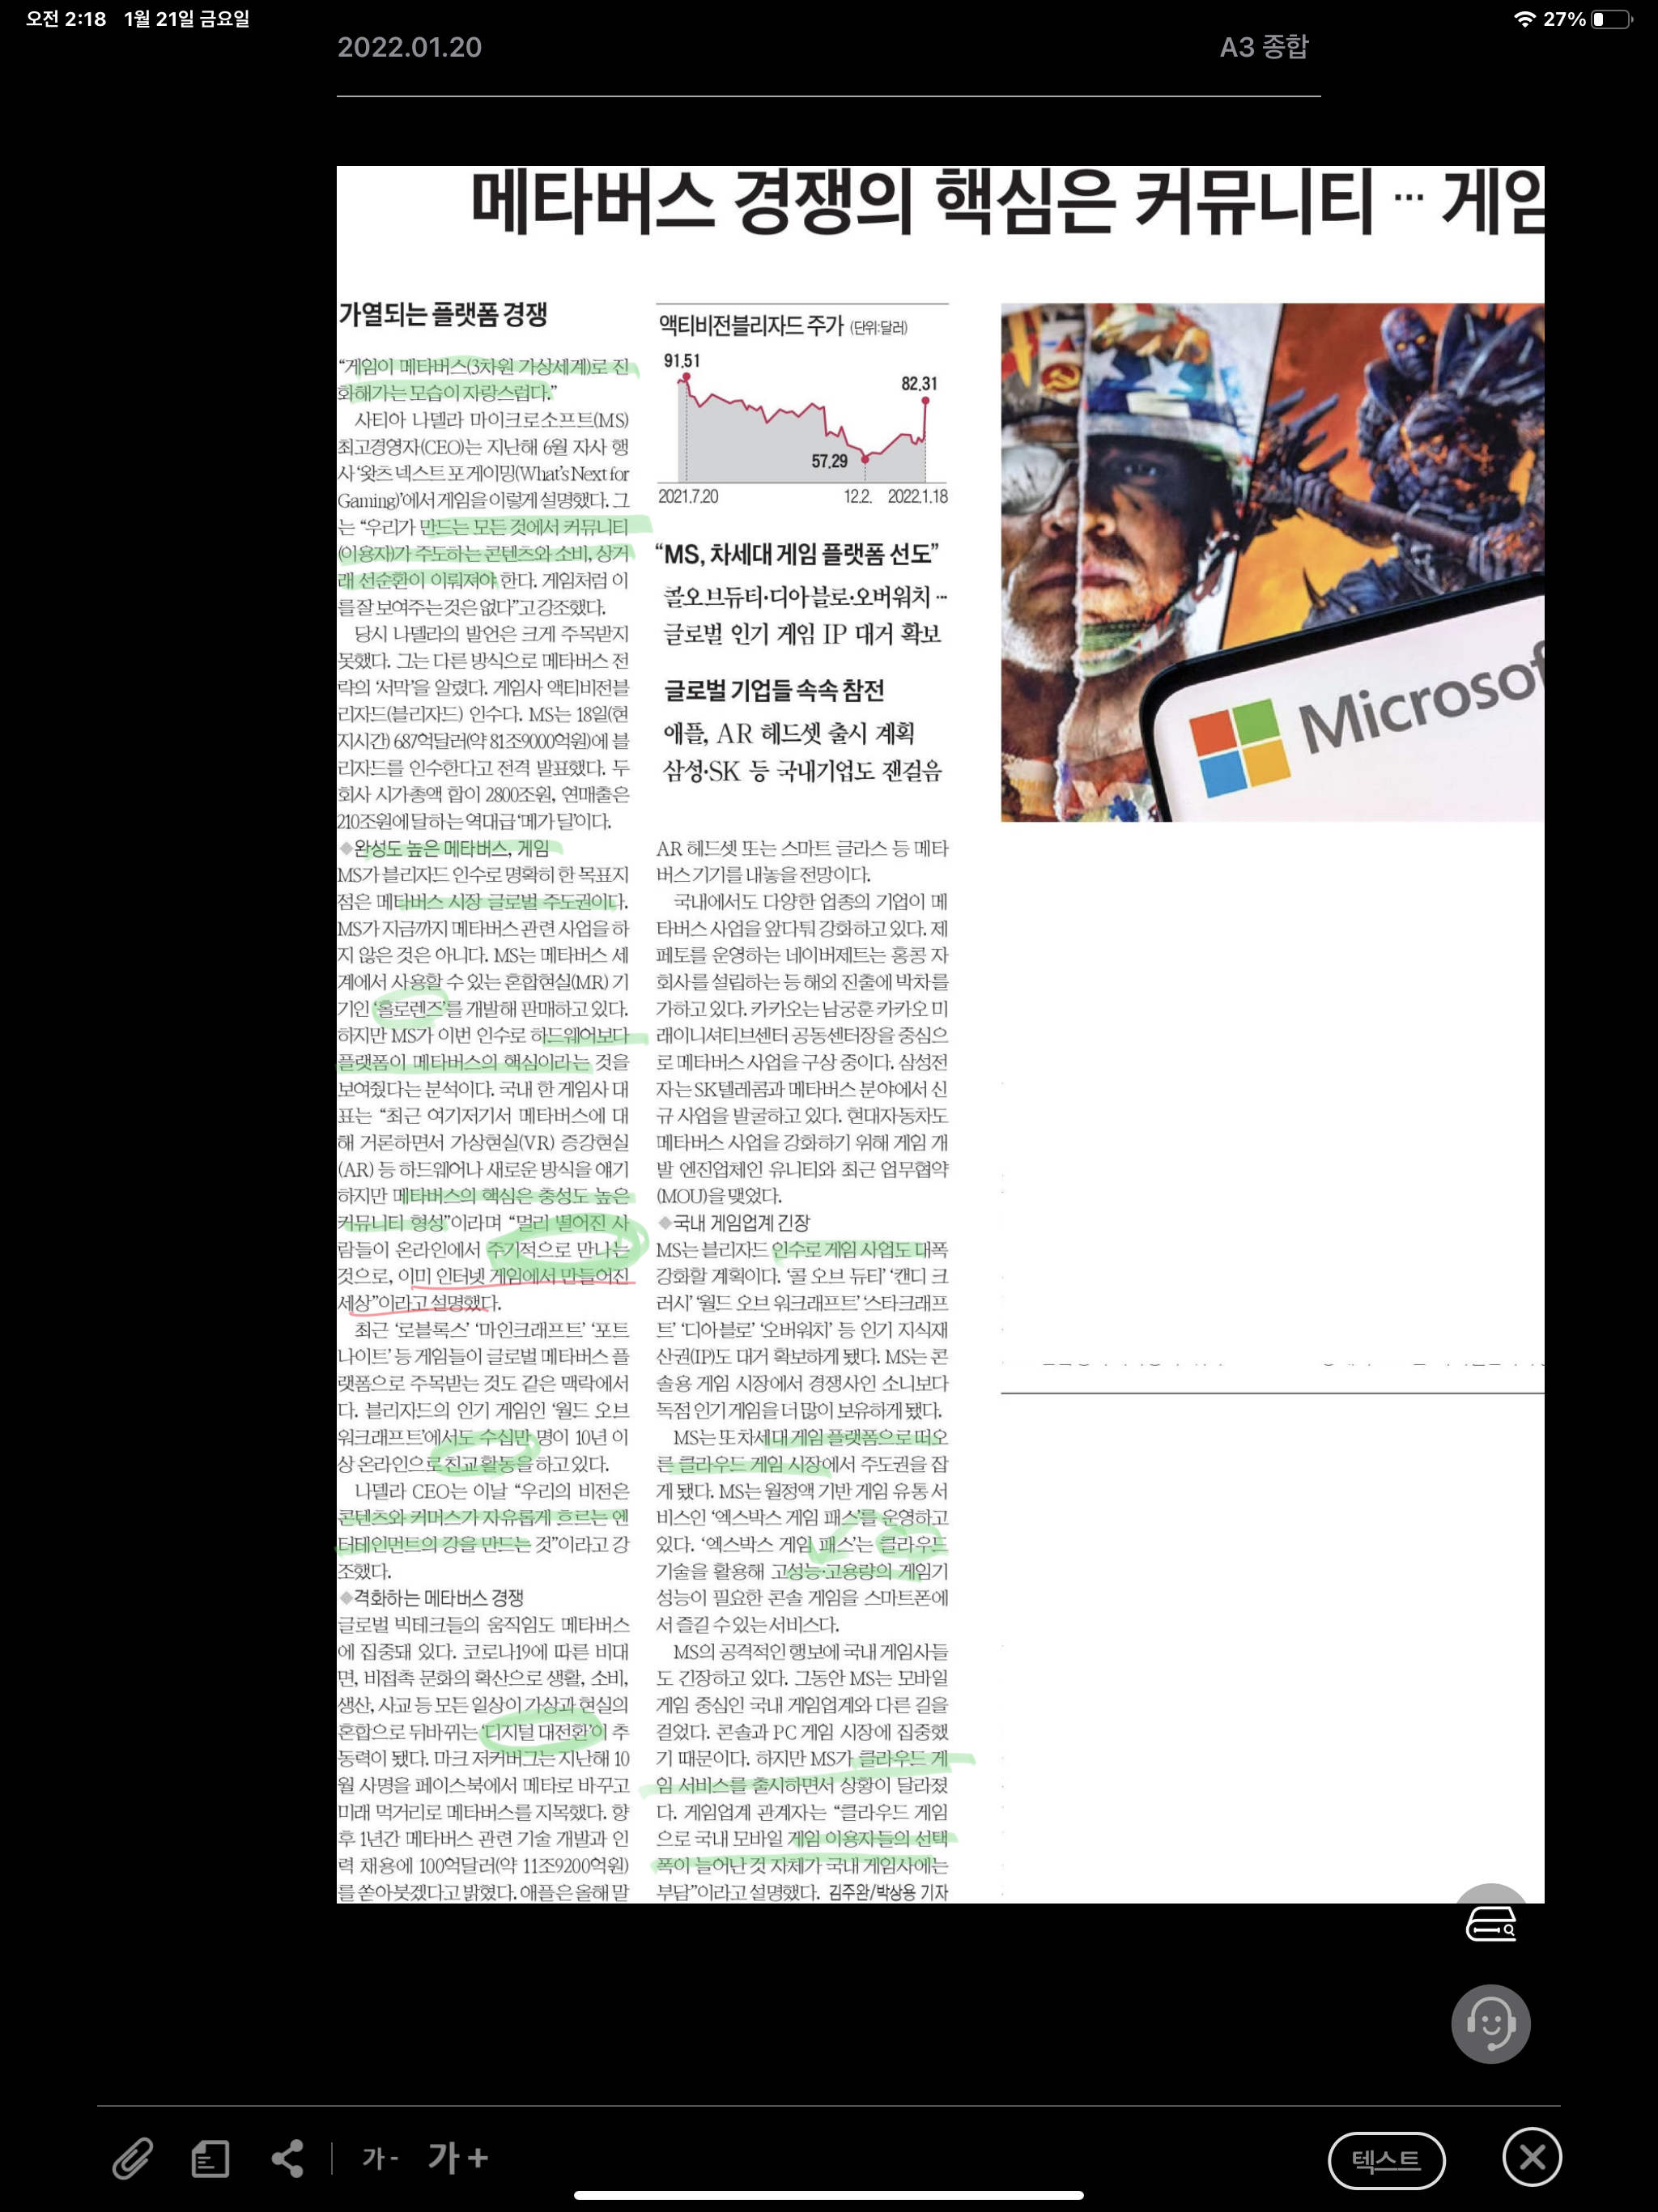 오전 2:18 1월 21일 금요일
27%
2022.01.20
A3 종합
메타버스 경쟁의 핵심은 커뮤니티 … 게임
가열되는 플랫폼 경쟁
“게임이 메타버스(3차원 가상세계)로 진
화해가는 모습이 자랑스럽다.”
사티아 나델라 마이크로소프트(MS)
최고경영자(CEO)는 지난해 6월 자사 행
사 ‘왓츠 넥스트 포 게이밍(What's Next for
Gaming)’에서 게임을 이렇게 설명했다. 그
는 “우리가 만드는 모든 것에서 커뮤니티
(이용자)가 주도하는 콘텐츠와 소비, 상거
래 선순환이 이뤄져야 한다. 게임처럼 이
를 잘 보여주는 것은 없다”고 강조했다.
당시 나델라의 발언은 크게 주목받지
못했다. 그는 다른 방식으로 메타버스 전
략의 ‘서막’을 알렸다. 게임사 액티비전블
리자드(블리자드) 인수다. MS는 18일(현
지시간) 687억달러(약 81조9000억원)에 블
리자드를 인수한다고 전격 발표했다. 두
회사 시가총액 합이 2800조원, 연매출은
210조원에 달하는 역대급 ‘메가 딜’이다.
◆완성도 높은 메타버스, 게임
MS가 블리자드 인수로 명확히 한 목표지
점은 메타버스 시장 글로벌 주도권이다.
MS가 지금까지 메타버스 관련 사업을 하
지 않은 것은 아니다. MS는 메타버스 세
계에서 사용할 수 있는 혼합현실(MR) 기
기인 ‘홀로렌즈’를 개발해 판매하고 있다.
하지만 MS가 이번 인수로 하드웨어보다
플랫폼이 메타버스의 핵심이라는 것을
보여줬다는 분석이다. 국내 한 게임사 대
표는 “최근 여기저기서 메타버스에 대
해 거론하면서 가상현실(VR) 증강현실
(AR) 등 하드웨어나 새로운 방식을 얘기
하지만 메타버스의 핵심은 충성도 높은
커뮤니티 형성”이라며 “멀리 떨어진 사
람들이 온라인에서 주기적으로 만나는
것으로, 이미 인터넷 게임에서 만들어진
세상”이라고 설명했다.
최근 ‘로블록스’ ‘마인크래프트’ ‘포트
나이트’ 등 게임들이 글로벌 메타버스 플
랫폼으로 주목받는 것도 같은 맥락에서
다. 블리자드의 인기 게임인 ‘월드 오브
워크래프트’에서도 수십만 명이 10년 이
상 온라인으로 친교 활동을 하고 있다.
나델라 CEO는 이날 “우리의 비전은
콘텐츠와 커머스가 자유롭게 흐르는 엔
터테인먼트의 강을 만드는 것”이라고 강
조했다.
◆격화하는 메타버스 경쟁
글로벌 빅테크들의 움직임도 메타버스
에 집중돼 있다. 코로나19에 따른 비대
면, 비접촉 문화의 확산으로 생활, 소비,
생산, 사교 등 모든 일상이 가상과 현실의
혼합으로 뒤바뀌는 ‘디지털 대전환’이 추
동력이 됐다. 마크 저커버그는 지난해 10
월 사명을 페이스북에서 메타로 바꾸고
미래 먹거리로 메타버스를 지목했다. 향
후 1년간 메타버스 관련 기술 개발과 인
력 채용에 100억달러(약 11조9200억원)
를 쏟아붓겠다고 밝혔다. 애플은 올해 말
액티비전블리자드 주가 (단위:달러)
91.51
82.31
57.29
2021.7.20 12.2. 2022.1.18
“MS, 차세대 게임 플랫폼 선도”
콜오브듀티·디아블로·오버워치 …
글로벌 인기 게임 IP 대거 확보
글로벌 기업들 속속 참전
애플, AR 헤드셋 출시 계획
삼성·SK 등 국내기업도 잰걸음
AR 헤드셋 또는 스마트 글라스 등 메타
버스 기기를 내놓을 전망이다.
국내에서도 다양한 업종의 기업이 메
타버스 사업을 앞다퉈 강화하고 있다. 제
페토를 운영하는 네이버제트는 홍콩 자
회사를 설립하는 등 해외 진출에 박차를
가하고 있다. 카카오는 남궁훈 카카오 미
래이니셔티브센터 공동센터장을 중심으
로 메타버스 사업을 구상 중이다. 삼성전
자는 SK텔레콤과 메타버스 분야에서 신
규 사업을 발굴하고 있다. 현대자동차도
메타버스 사업을 강화하기 위해 게임 개
발 엔진업체인 유니티와 최근 업무협약
(MOU)을 맺었다.
◆국내 게임업계 긴장
MS는 블리자드 인수로 게임 사업도 대폭
강화할 계획이다. ‘콜 오브 듀티’ ‘캔디 크
러시’ ‘월드 오브 워크래프트’ ‘스타크래프
트’ ‘디아블로’ ‘오버워치’ 등 인기 지식재
산권(IP)도 대거 확보하게 됐다. MS는 콘
솔용 게임 시장에서 경쟁사인 소니보다
독점 인기 게임을 더 많이 보유하게 됐다.
MS는 또 차세대 게임 플랫폼으로 떠오
른 클라우드 게임 시장에서 주도권을 잡
게 됐다. MS는 월정액 기반 게임 유통 서
비스인 ‘엑스박스 게임 패스’를 운영하고
있다. ‘엑스박스 게임 패스’는 클라우드
기술을 활용해 고성능·고용량의 게임기
성능이 필요한 콘솔 게임을 스마트폰에
서 즐길 수 있는 서비스다.
MS의 공격적인 행보에 국내 게임사들
도 긴장하고 있다. 그동안 MS는 모바일
게임 중심인 국내 게임업계와 다른 길을
걸었다. 콘솔과 PC 게임 시장에 집중했
기 때문이다. 하지만 MS가 클라우드 게
임 서비스를 출시하면서 상황이 달라졌
다. 게임업계 관계자는 “클라우드 게임
으로 국내 모바일 게임 이용자들의 선택
폭이 늘어난 것 자체가 국내 게임사에는
부담”이라고 설명했다. 김주완/박상용 기자
Microsof
가- 가+
텍스트